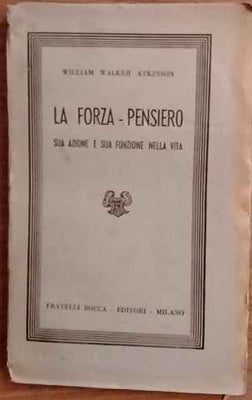 WILLIAM WALKER ATKINSON
LA FORZA - PENSIERO
SUA AZIONE E SUA FUNZIONE NELLA VITA
FRATELLI BOCCA - EDITORI - MILANO